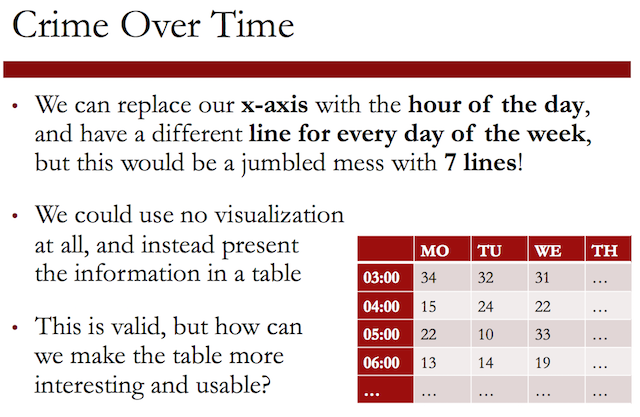 Crime Over Time
• We can replace our x-axis with the hour of the day,
and have a different line for every day of the week,
but this would be a jumbled mess with 7 lines!
• We could use no visualization
at all, and instead present
the information in a table
• This is valid, but how can
we make the table more
interesting and usable?
MO TU WE TH
03:00 34 32 31 …
04:00 15 24 22 …
05:00 22 10 33 …
06:00 13 14 19 …
… … … … …